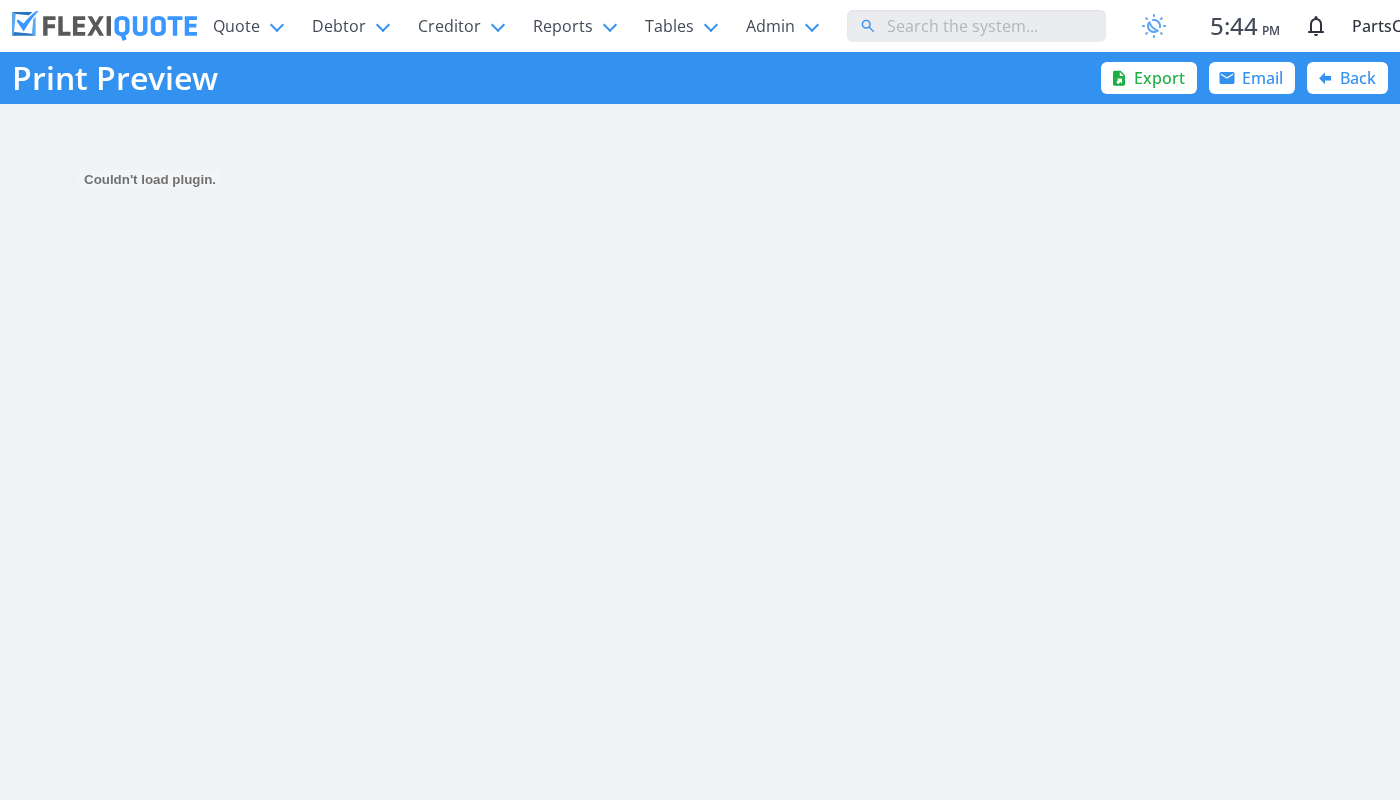 FLEXIQUOTE Quote Debtor Creditor Reports Tables Admin Search the system... 5:44 PM PartsC
Print Preview Export Email Back
Couldn't load plugin.